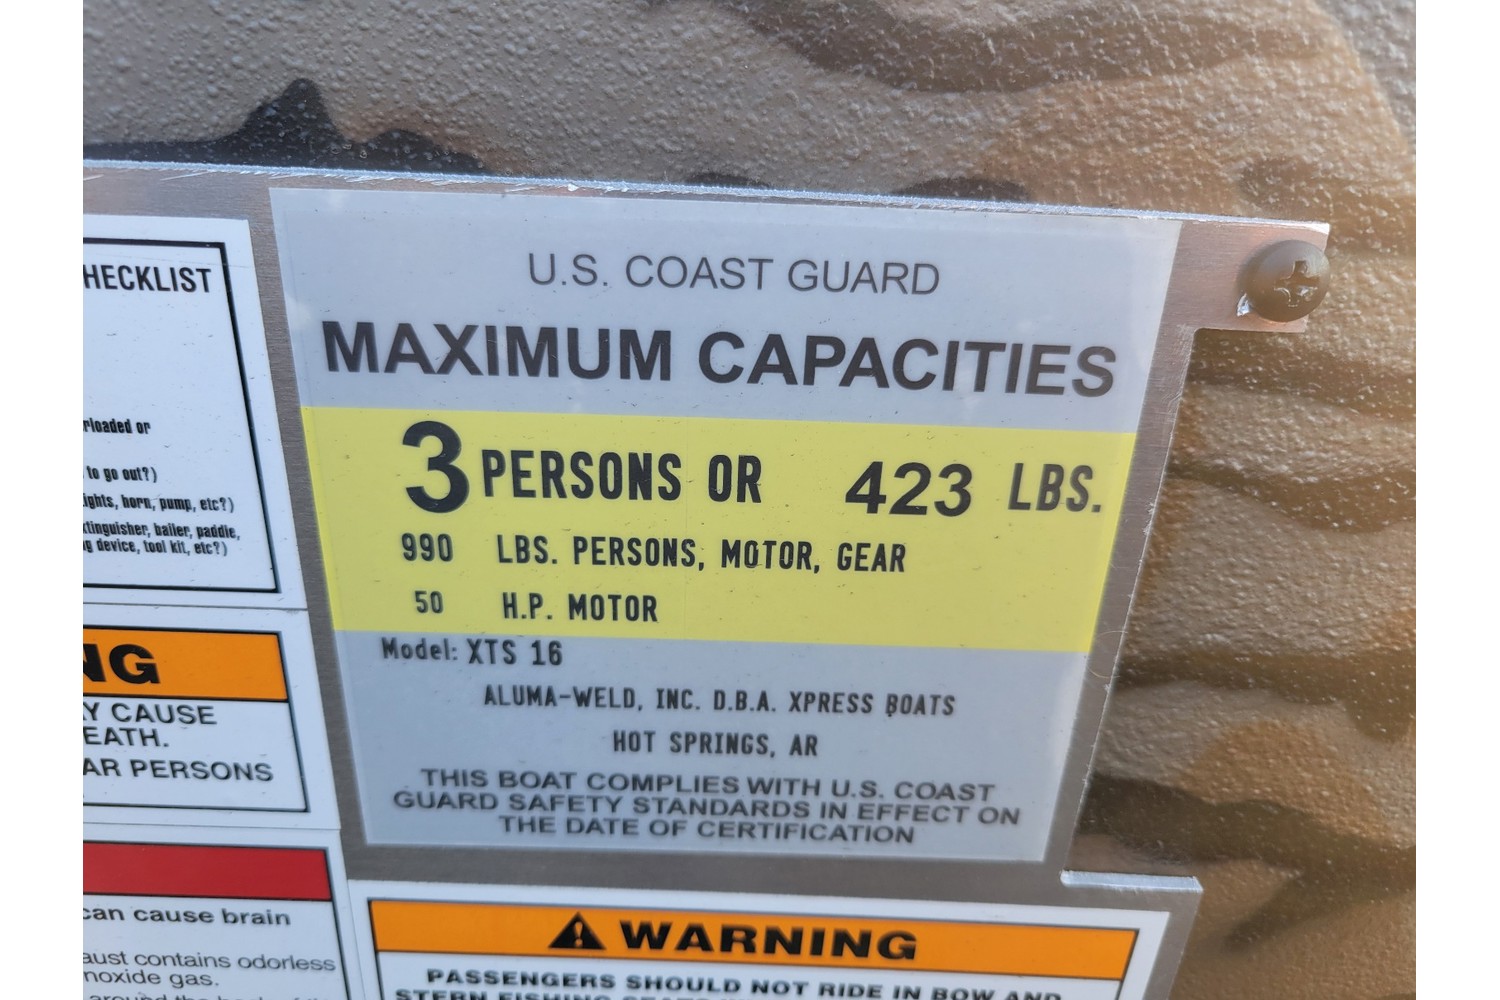 HECKLIST
rloaded or
to go out?)
ights, horn, pump, etc?)
xtinguisher, bailer, paddle,
g device, tool kit, etc?)
NG
Y CAUSE
EATH.
AR PERSONS
can cause brain
aust contains odorless
noxide gas.
U.S. COAST GUARD
MAXIMUM CAPACITIES
3 PERSONS OR 423 LBS.
990 LBS. PERSONS, MOTOR, GEAR
50 H.P. MOTOR
Model: XTS 16
ALUMA-WELD, INC. D.B.A. XPRESS BOATS
HOT SPRINGS, AR
THIS BOAT COMPLIES WITH U.S. COAST
GUARD SAFETY STANDARDS IN EFFECT ON
THE DATE OF CERTIFICATION
WARNING
PASSENGERS SHOULD NOT RIDE IN BOW AND